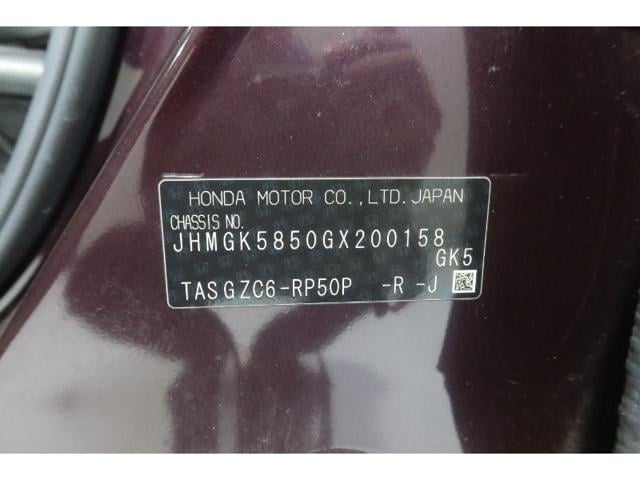 HONDA MOTOR CO.,LTD.JAPAN
CHASSIS NO.
JHMGK5850GX200158
GK5
TASGZC6-RP50P -R -J